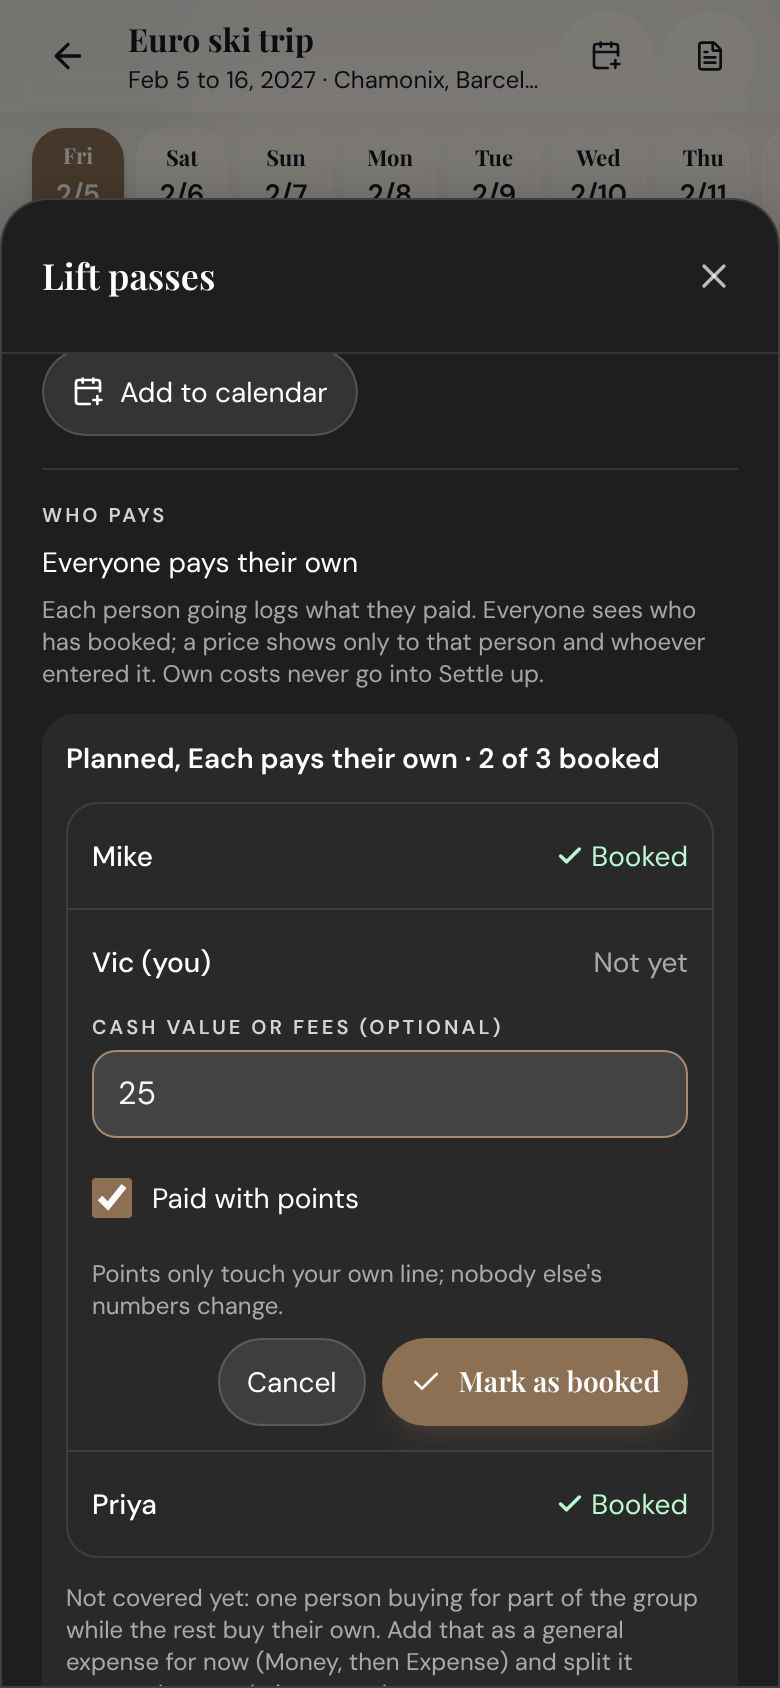 Euro ski trip
Feb 5 to 16, 2027 · Chamonix, Barcel...
Fri Sat Sun Mon Tue Wed Thu
2/5 2/6 2/7 2/8 2/9 2/10 2/11
Lift passes
Add to calendar
WHO PAYS
Everyone pays their own
Each person going logs what they paid. Everyone sees who
has booked; a price shows only to that person and whoever
entered it. Own costs never go into Settle up.
Planned, Each pays their own · 2 of 3 booked
Mike Booked
Vic (you) Not yet
CASH VALUE OR FEES (OPTIONAL)
25
Paid with points
Points only touch your own line; nobody else's
numbers change.
Cancel Mark as booked
Priya Booked
Not covered yet: one person buying for part of the group
while the rest buy their own. Add that as a general
expense for now (Money, then Expense) and split it